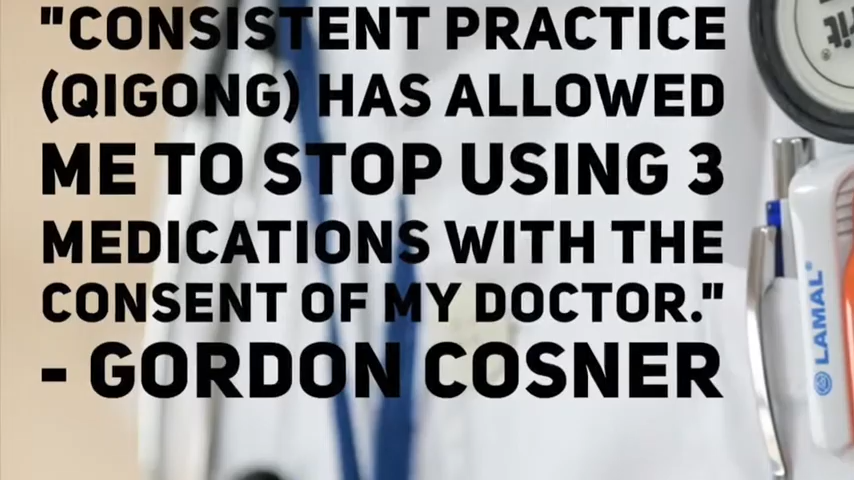 "CONSISTENT PRACTICE
(QIGONG) HAS ALLOWED
ME TO STOP USING 3
MEDICATIONS WITH THE
CONSENT OF MY DOCTOR."
- GORDON COSNER
LAMAL®